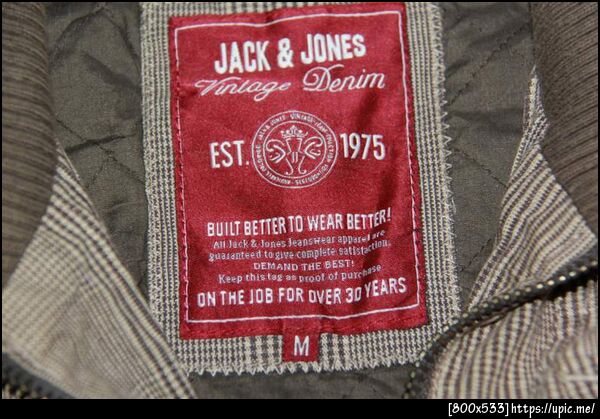 JACK & JONES
Vintage Denim
EST. 1975
BUILT BETTER TO WEAR BETTER!
All Jack & Jones Jeanswear apparel are
guaranteed to give complete satisfaction.
DEMAND THE BEST!
Keep this tag as proof of purchase
ON THE JOB FOR OVER 30 YEARS
M
[800x533]https://upic.me/